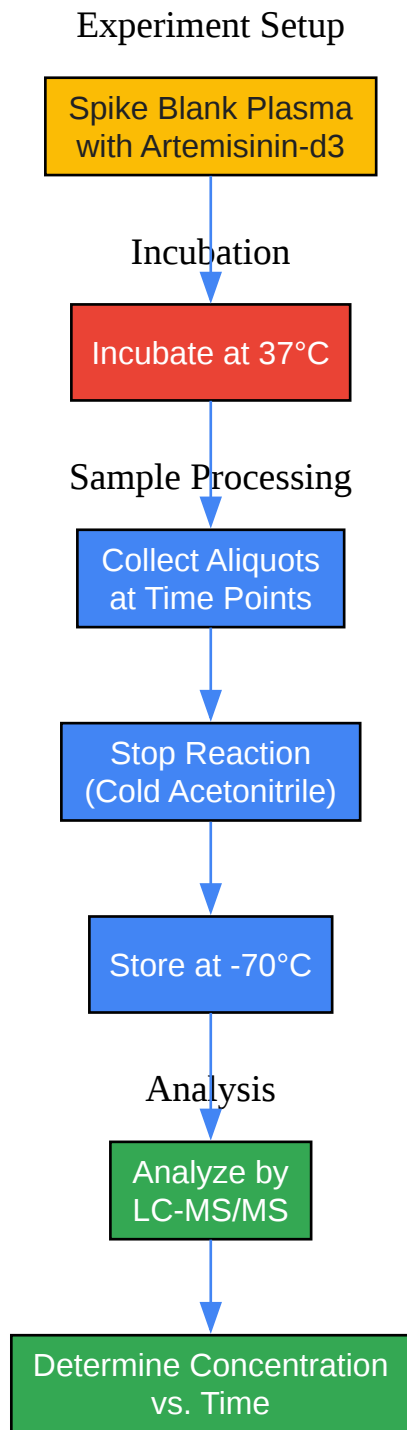 Experiment Setup
Spike Blank Plasma
with Artemisinin-d3
Incubation
Incubate at 37°C
Sample Processing
Collect Aliquots
at Time Points
Stop Reaction
(Cold Acetonitrile)
Store at -70°C
Analysis
Analyze by
LC-MS/MS
Determine Concentration
vs. Time